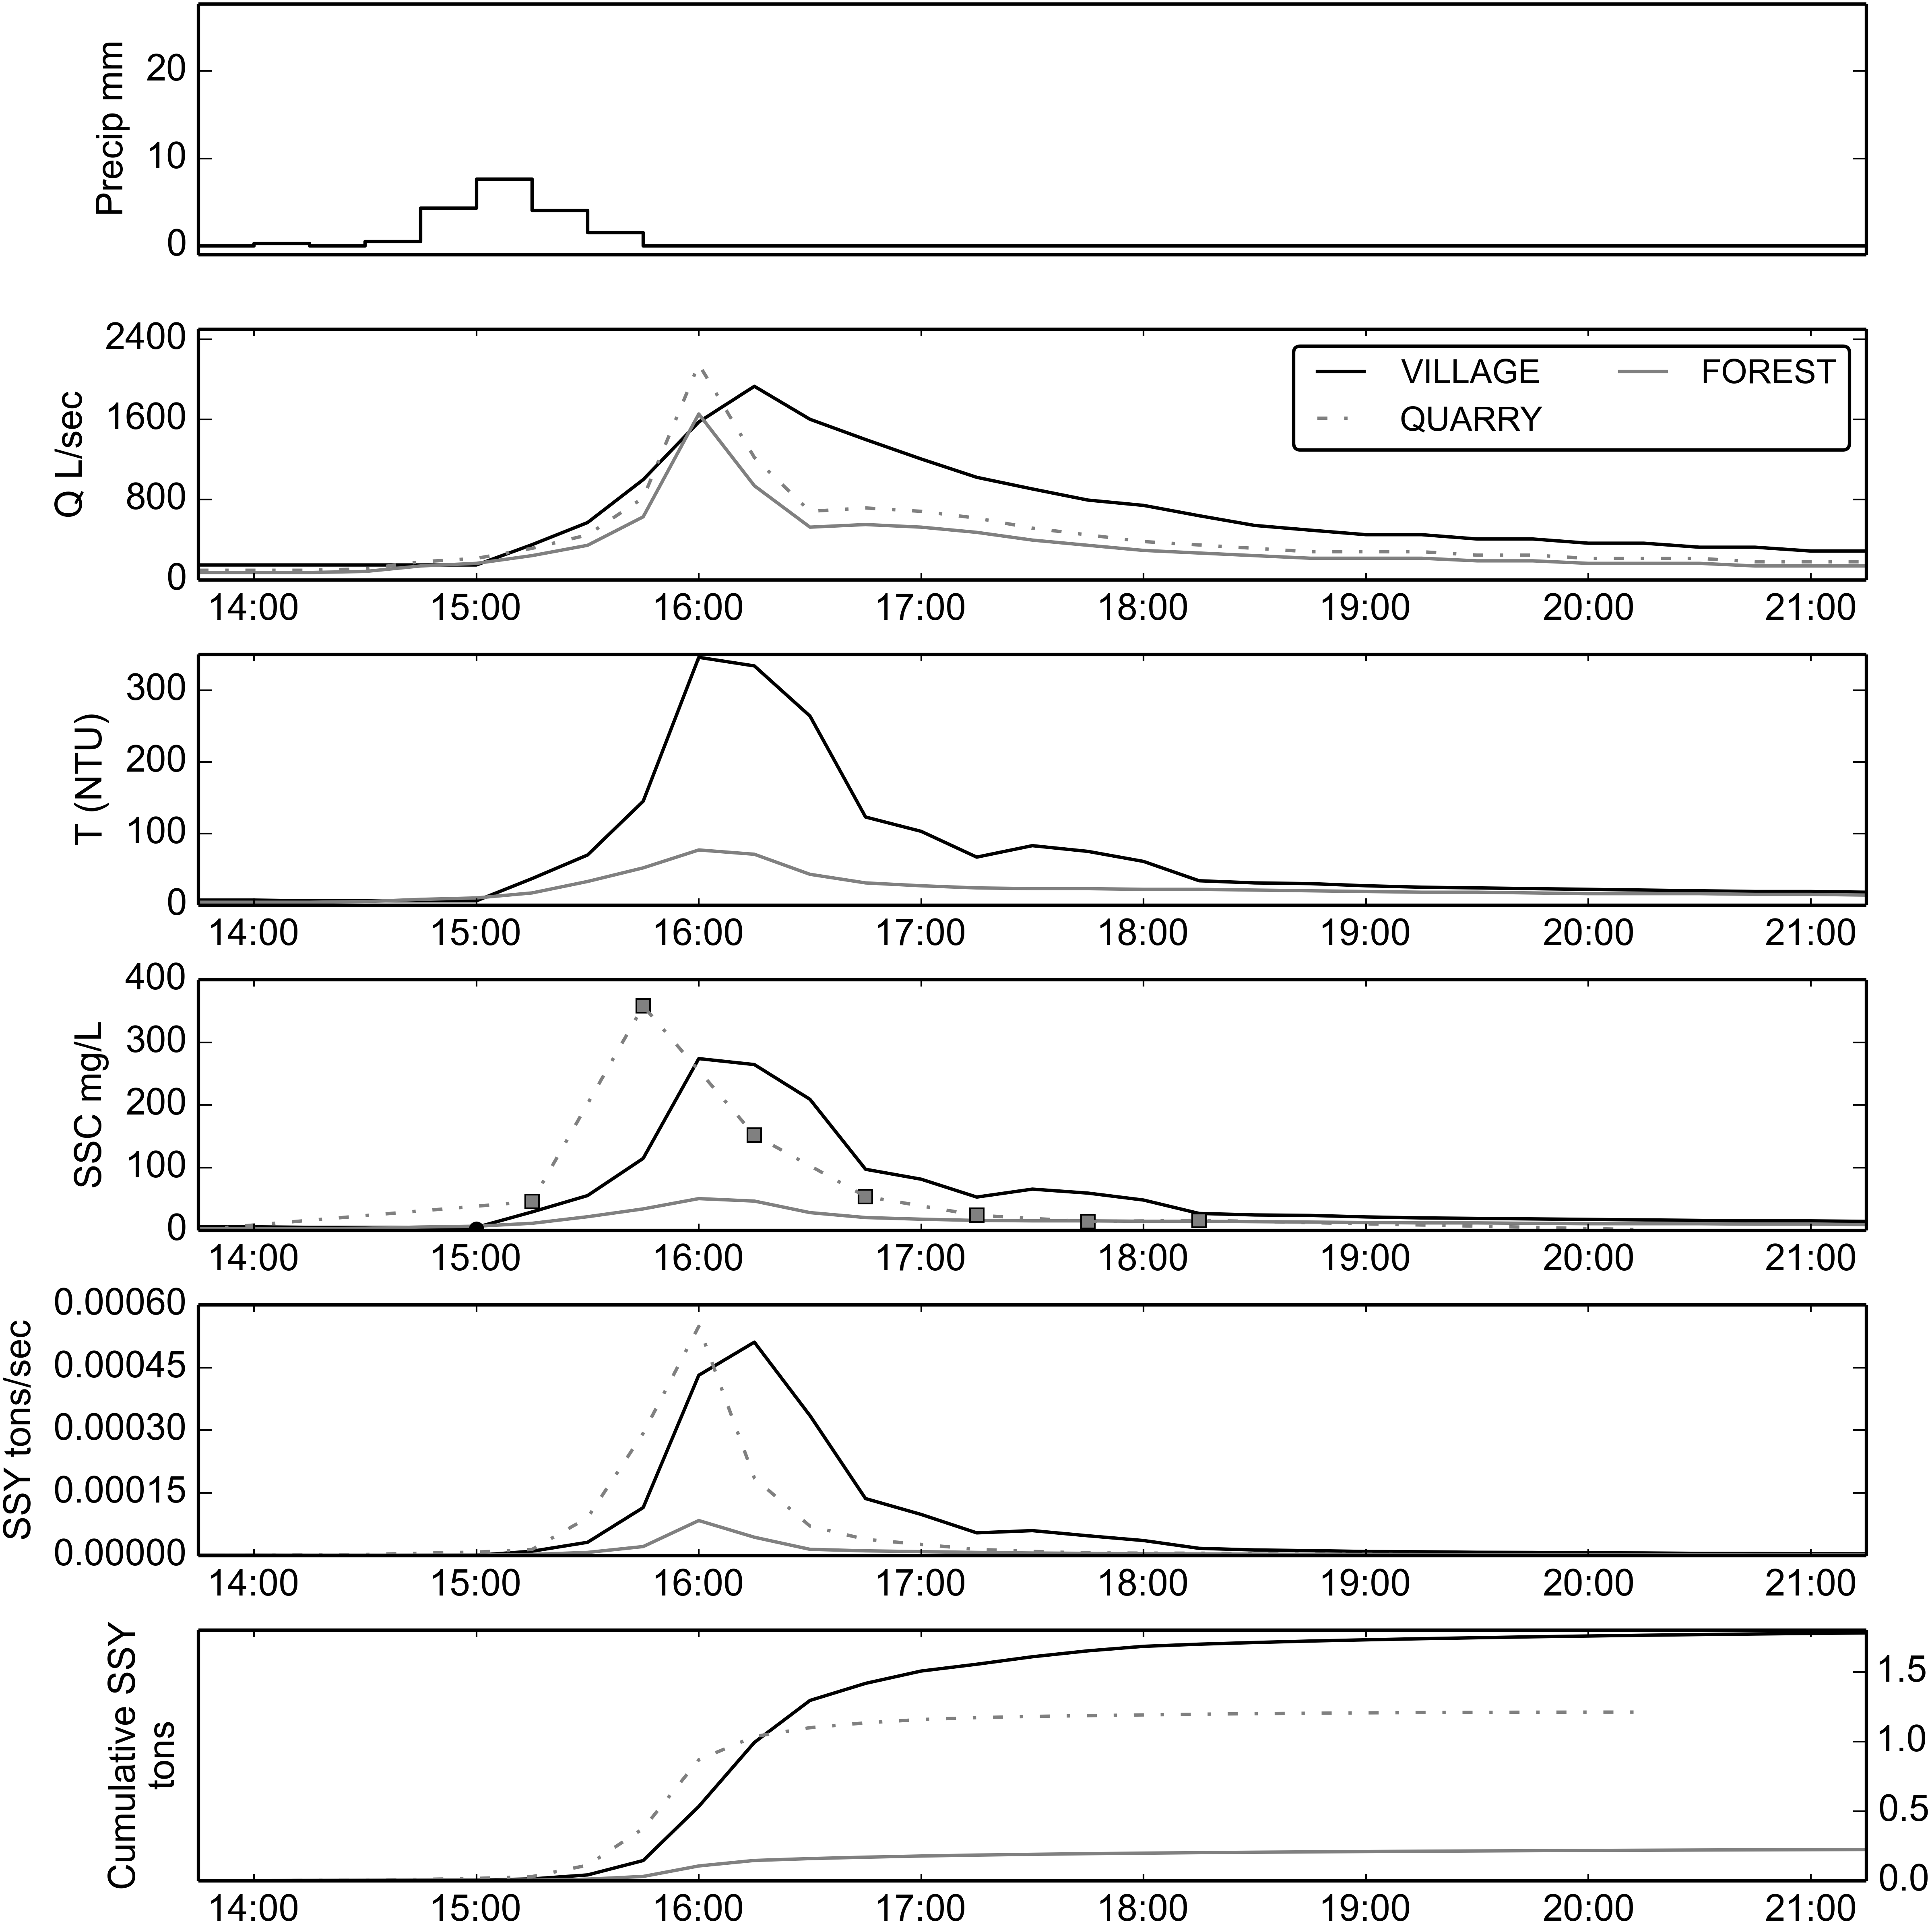 Precip mm
20
10
0
Q L/sec
2400
1600
800
0
VILLAGE FOREST
QUARRY
14:00 15:00 16:00 17:00 18:00 19:00 20:00 21:00
T (NTU)
300
200
100
0
14:00 15:00 16:00 17:00 18:00 19:00 20:00 21:00
SSC mg/L
400
300
200
100
0
14:00 15:00 16:00 17:00 18:00 19:00 20:00 21:00
SSY tons/sec
0.00060
0.00045
0.00030
0.00015
0.00000
14:00 15:00 16:00 17:00 18:00 19:00 20:00 21:00
Cumulative SSY
tons
1.5
1.0
0.5
0.0
14:00 15:00 16:00 17:00 18:00 19:00 20:00 21:00